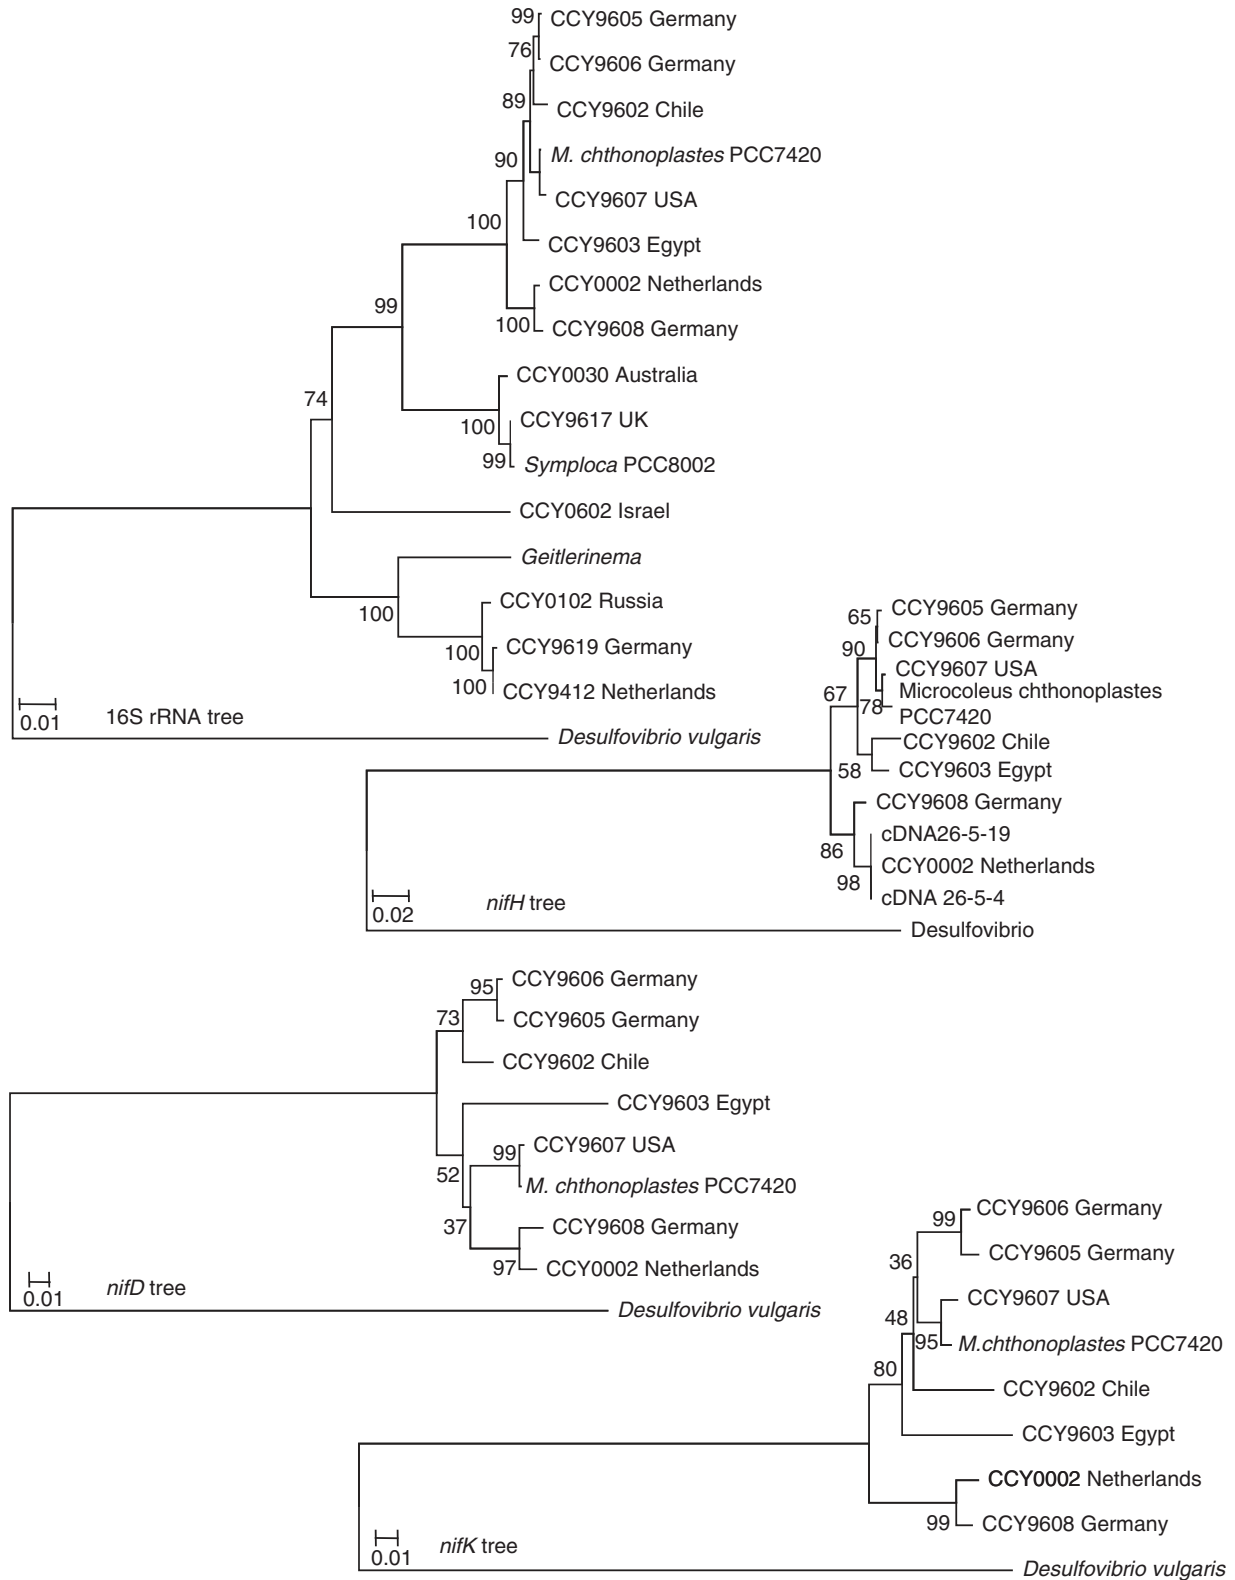 99 CCY9605 Germany
76
CCY9606 Germany
89
CCY9602 Chile
90
M. chthonoplastes PCC7420
CCY9607 USA
100
CCY9603 Egypt
CCY0002 Netherlands
99
100 CCY9608 Germany
CCY0030 Australia
74
100 CCY9617 UK
99 Symploca PCC8002
CCY0602 Israel
Geitlerinema
100
CCY0102 Russia
100 CCY9619 Germany
100 CCY9412 Netherlands
0.01
16S rRNA tree
Desulfovibrio vulgaris
65 CCY9605 Germany
90 CCY9606 Germany
CCY9607 USA
67
78
Microcoleus chthonoplastes
PCC7420
CCY9602 Chile
58 CCY9603 Egypt
CCY9608 Germany
cDNA26-5-19
86
CCY0002 Netherlands
98
cDNA 26-5-4
0.02
nifH tree
Desulfovibrio
95 CCY9606 Germany
73 CCY9605 Germany
CCY9602 Chile
CCY9603 Egypt
99 CCY9607 USA
52
M. chthonoplastes PCC7420
37 CCY9608 Germany
97 CCY0002 Netherlands
0.01
nifD tree
Desulfovibrio vulgaris
99 CCY9606 Germany
CCY9605 Germany
36
CCY9607 USA
48
95 M.chthonoplastes PCC7420
80
CCY9602 Chile
CCY9603 Egypt
CCY0002 Netherlands
99 CCY9608 Germany
0.01
nifK tree
Desulfovibrio vulgaris